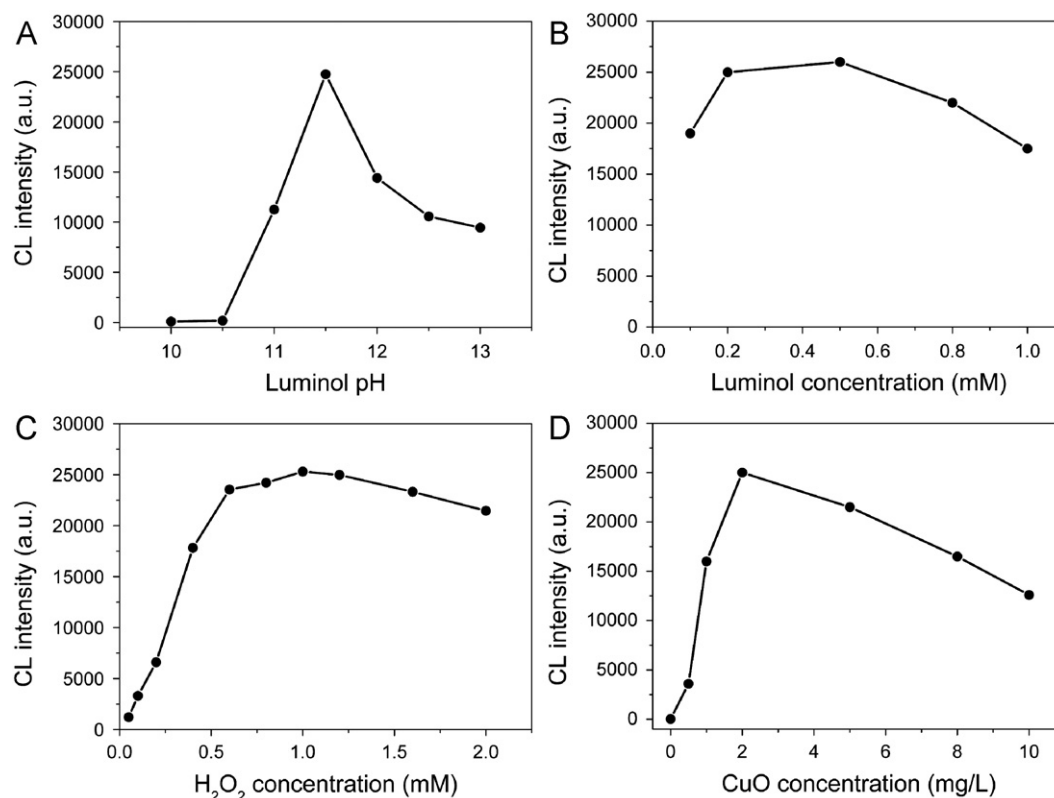 A
CL intensity (a.u.)
30000
25000
20000
15000
10000
5000
0
10 11 12 13
Luminol pH
B
CL intensity (a.u.)
30000
25000
20000
15000
10000
5000
0
0.0 0.2 0.4 0.6 0.8 1.0
Luminol concentration (mM)
C
CL intensity (a.u.)
30000
25000
20000
15000
10000
5000
0
0.0 0.5 1.0 1.5 2.0
H₂O₂ concentration (mM)
D
CL intensity (a.u.)
30000
25000
20000
15000
10000
5000
0
0 2 4 6 8 10
CuO concentration (mg/L)